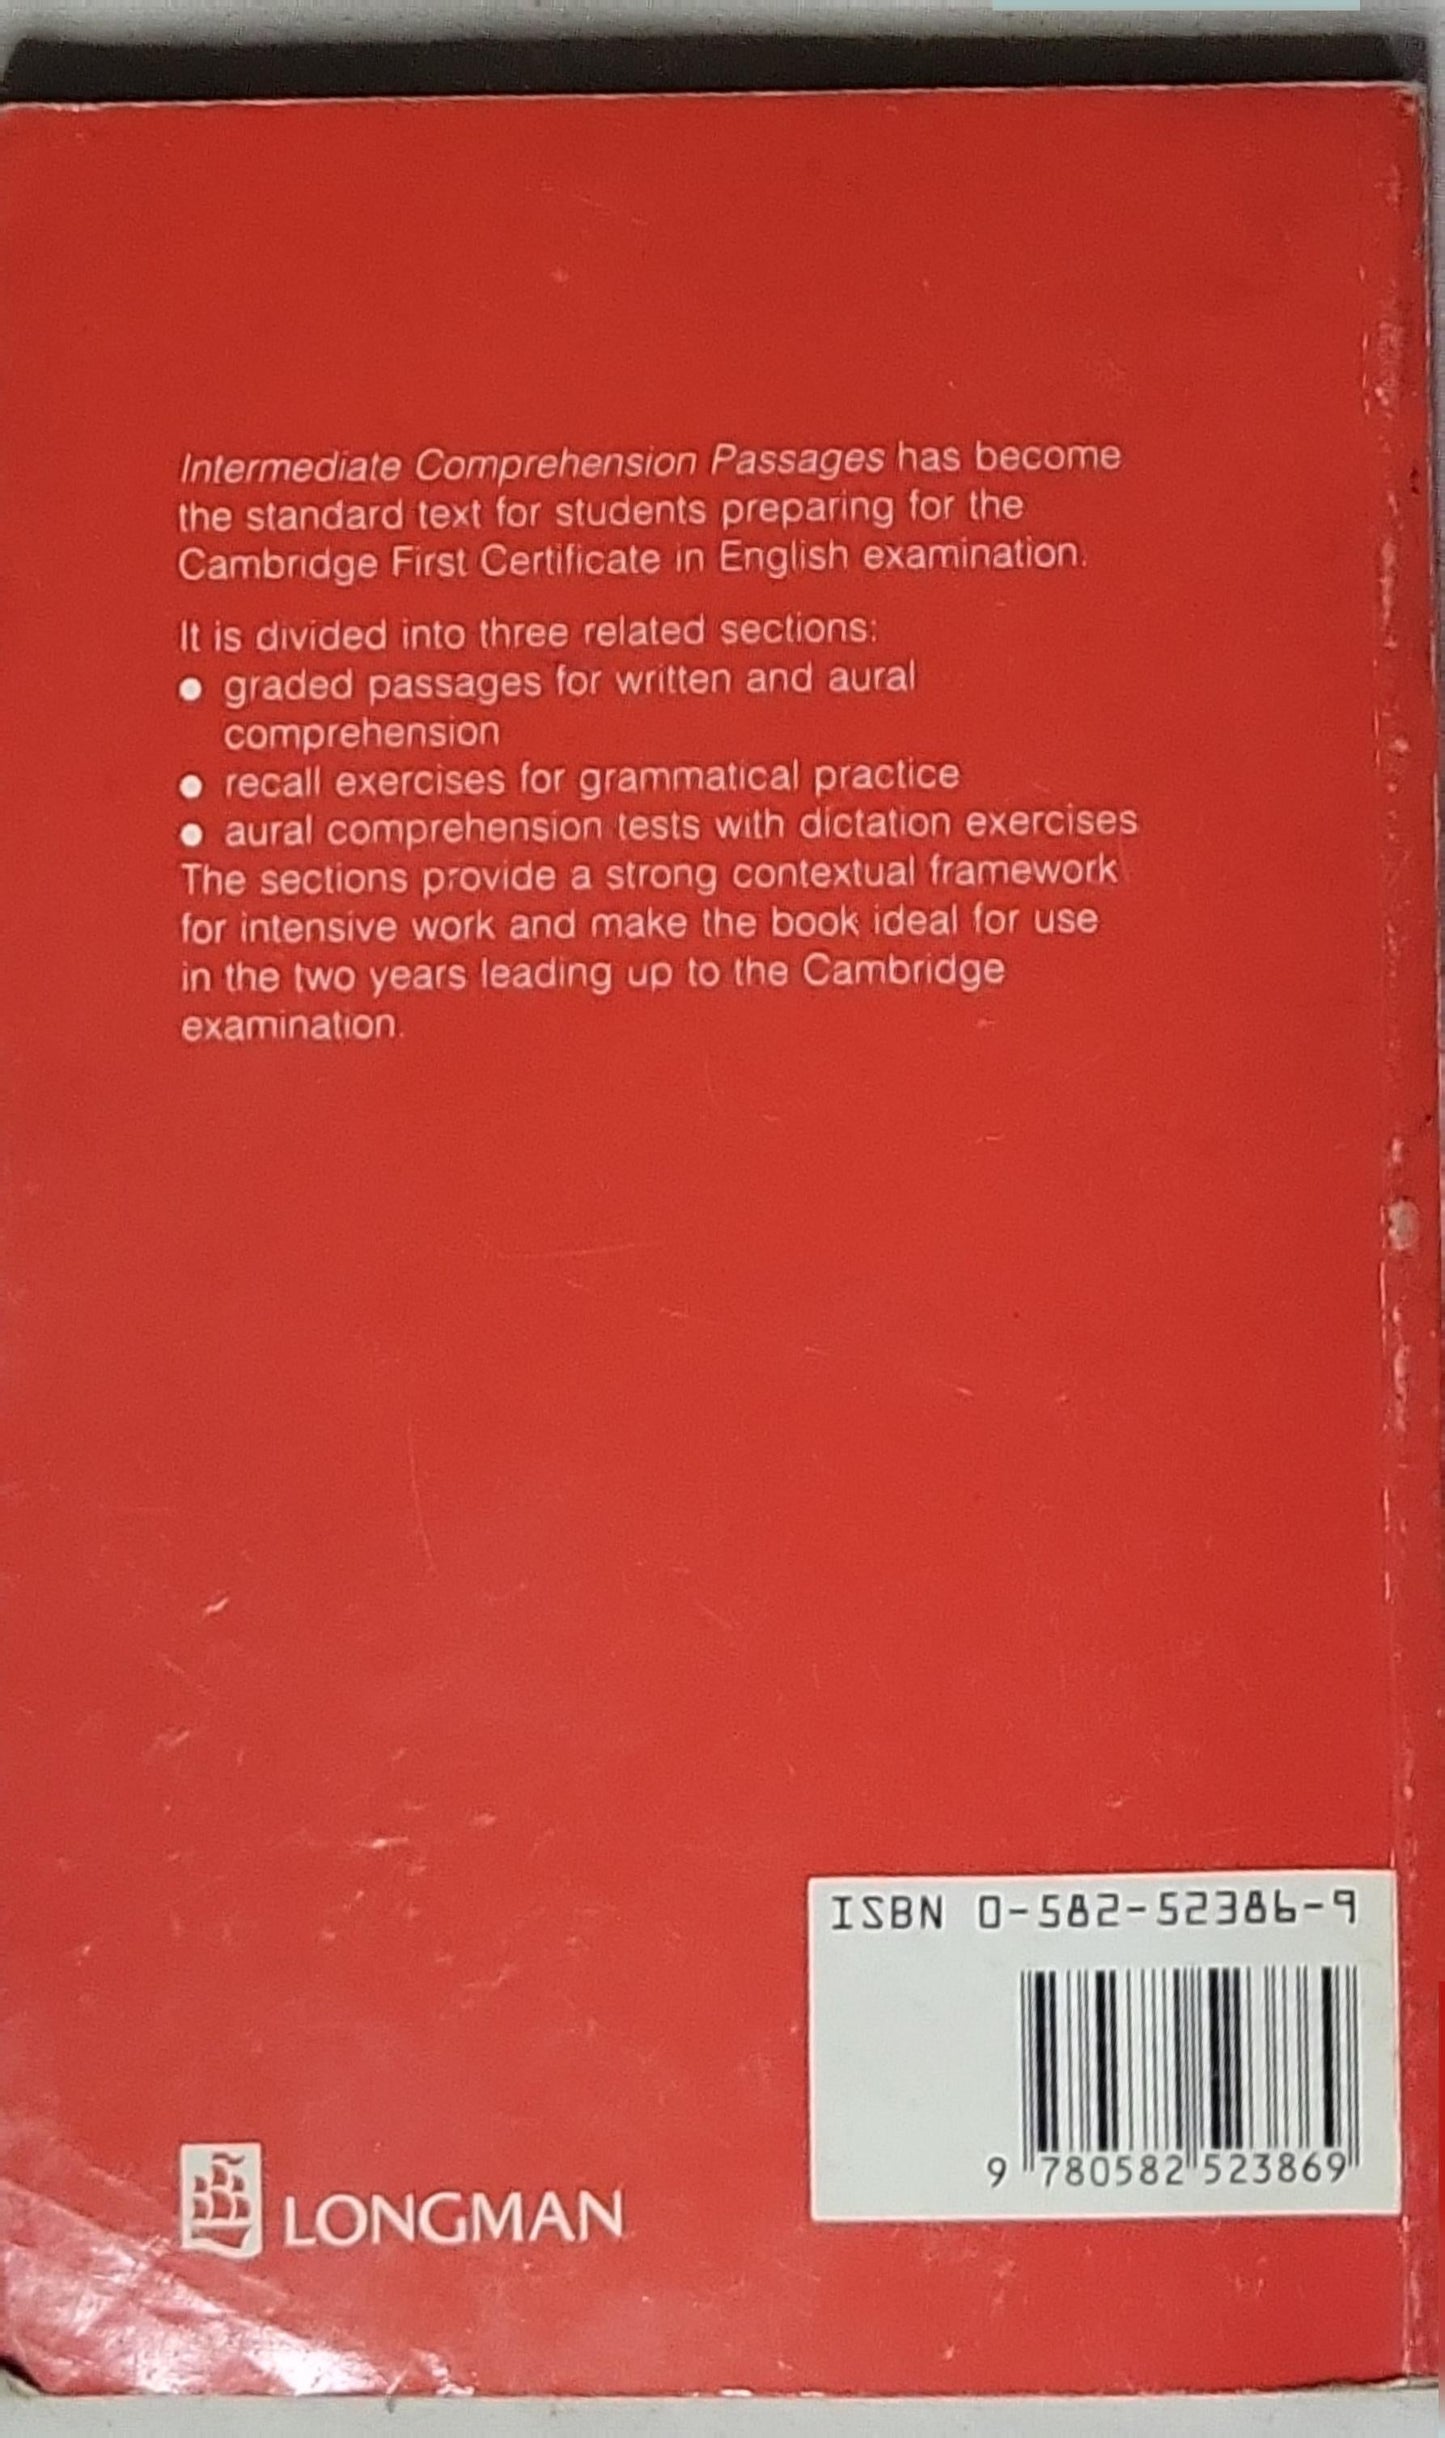 Intermediate Comprehension Passages has become
the standard text for students preparing for the
Cambridge First Certificate in English examination.
It is divided into three related sections:
● graded passages for written and aural
comprehension
● recall exercises for grammatical practice
● aural comprehension tests with dictation exercises
The sections provide a strong contextual framework
for intensive work and make the book ideal for use
in the two years leading up to the Cambridge
examination.
ISBN 0-582-52386-9
9 780582 523869
LONGMAN